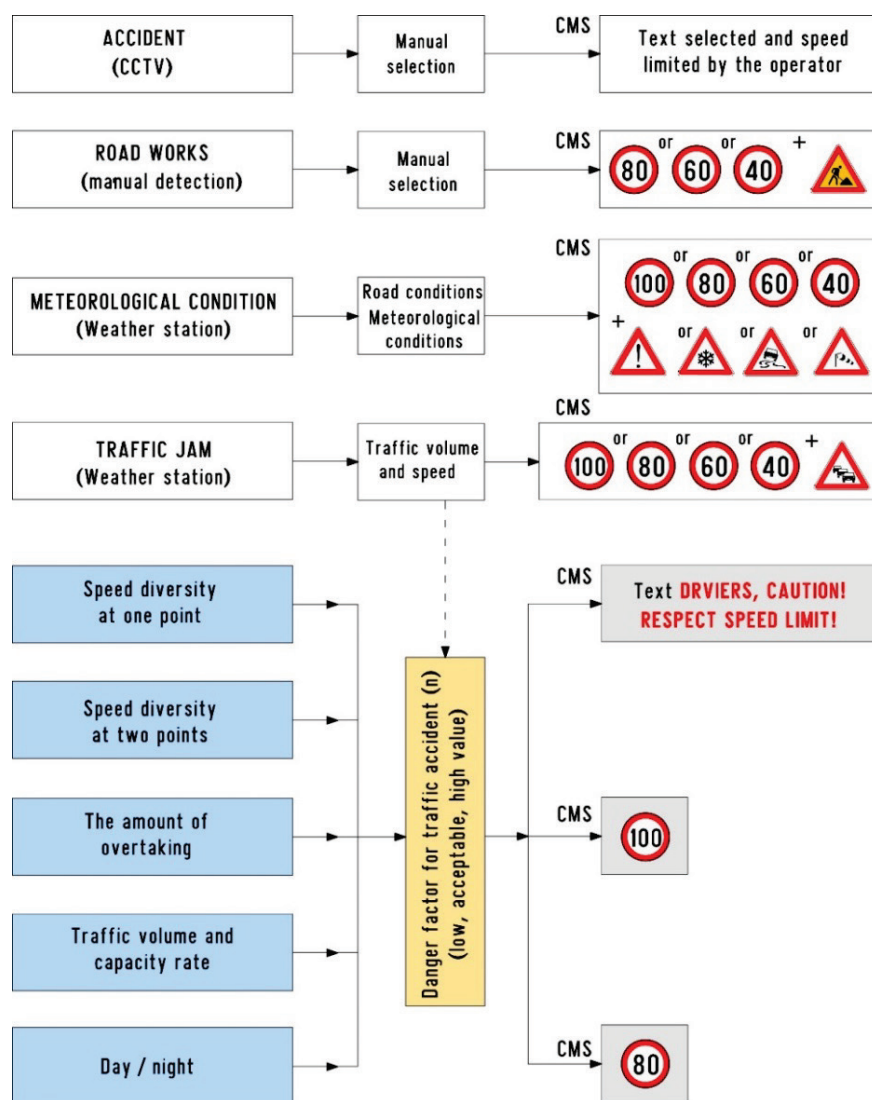 ACCIDENT
(CCTV)
Manual
selection
CMS
Text selected and speed
limited by the operator
ROAD WORKS
(manual detection)
Manual
selection
CMS
80 or 60 or 40 +
METEOROLOGICAL CONDITION
(Weather station)
Road conditions
Meteorological
conditions
CMS
100 or 80 or 60 or 40
+ ! or or or
TRAFFIC JAM
(Weather station)
Traffic volume
and speed
CMS
100 or 80 or 60 or 40 +
Speed diversity
at one point
Speed diversity
at two points
The amount of
overtaking
Traffic volume and
capacity rate
Day / night
Danger factor for traffic accident (n)
(low, acceptable, high value)
CMS
Text DRVIERS, CAUTION!
RESPECT SPEED LIMIT!
CMS
100
CMS
80